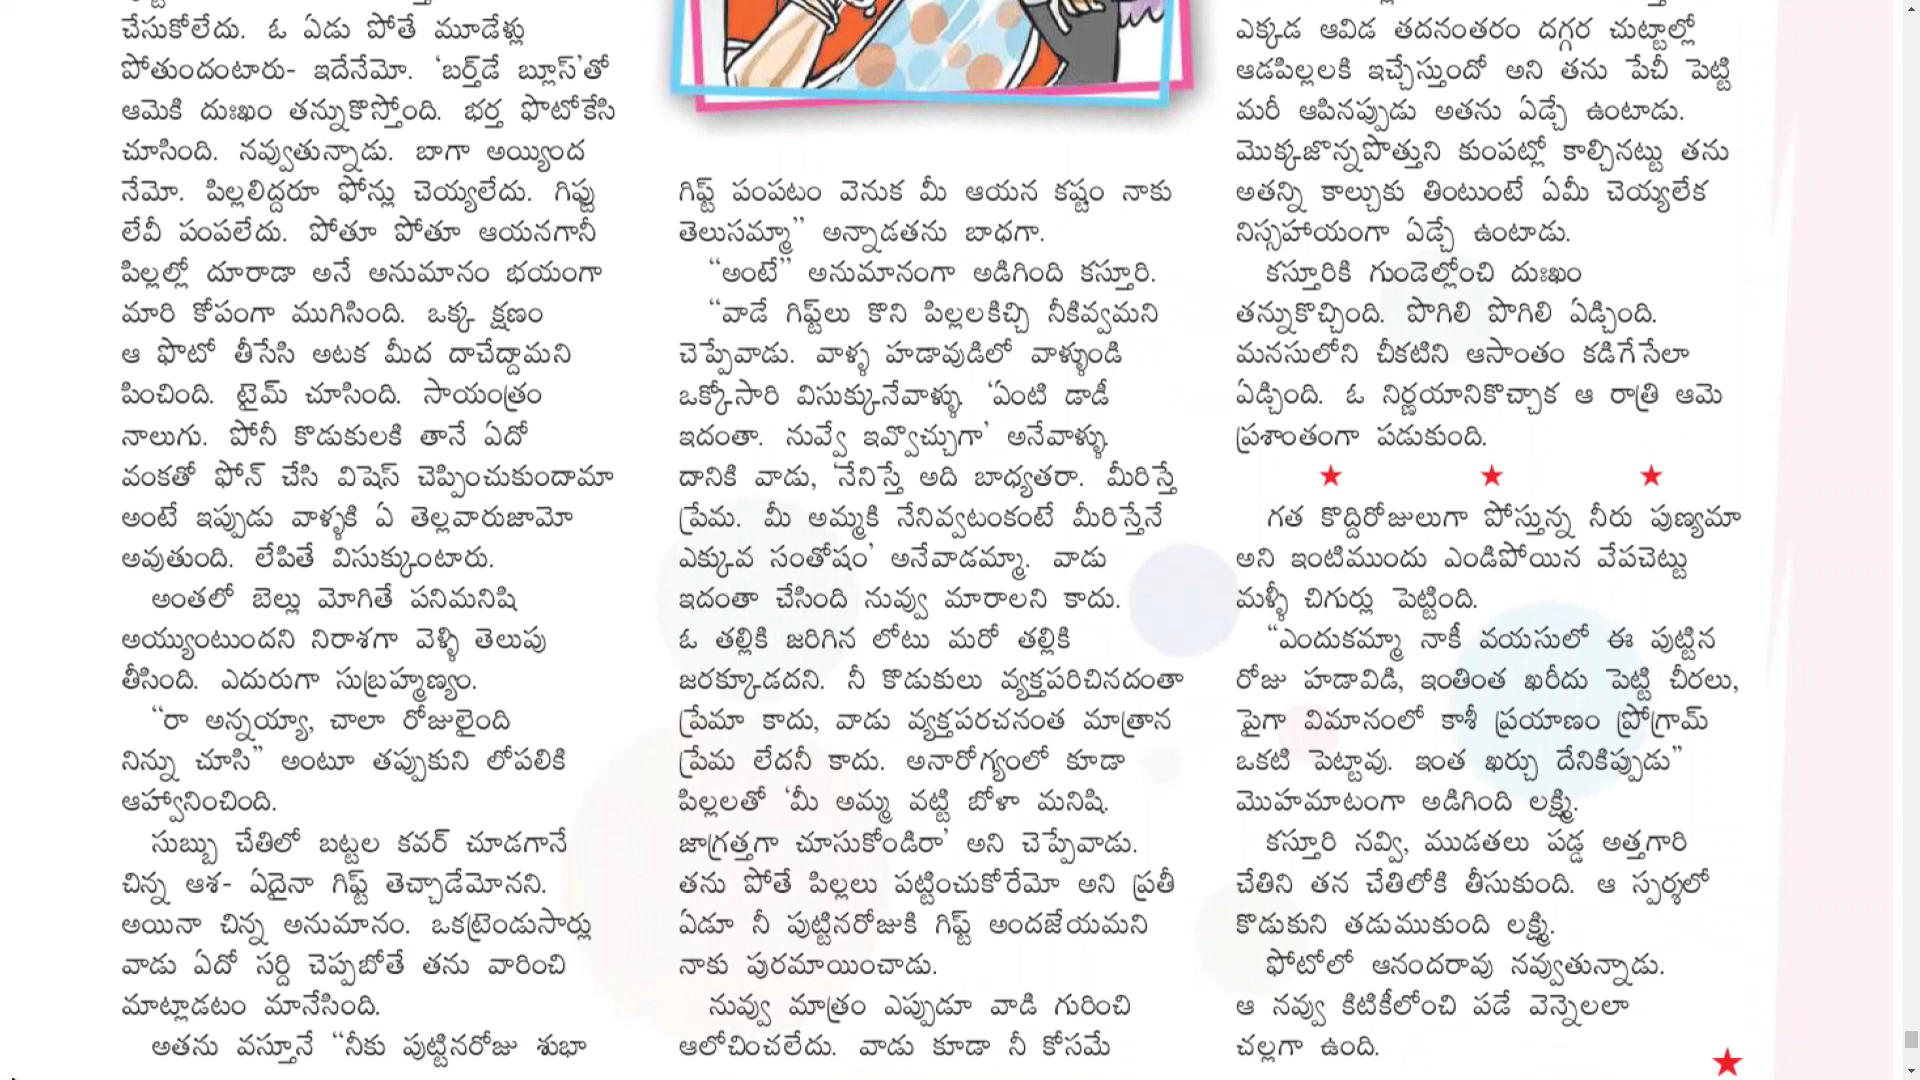 చేసుకోలేదు. ఓ ఏడు పోతే మూడేళ్లు
పోతుందంటారు- ఇదేనేమో. ‘బర్త్‌డే బ్లూస్’తో
ఆమెకి దుఃఖం తన్నుకొస్తోంది. భర్త ఫొటోకేసి
చూసింది. నవ్వుతున్నాడు. బాగా అయ్యింద
నేమో. పిల్లలిద్దరూ ఫోన్లు చెయ్యలేదు. గిఫ్టు
లేవీ పంపలేదు. పోతూ పోతూ ఆయనగానీ
పిల్లల్లో దూరాడా అనే అనుమానం భయంగా
మారి కోపంగా ముగిసింది. ఒక్క క్షణం
ఆ ఫొటో తీసేసి అటక మీద దాచేద్దామని
పించింది. టైమ్ చూసింది. సాయంత్రం
నాలుగు. పోనీ కొడుకులకి తానే ఏదో
వంకతో ఫోన్ చేసి విషెస్ చెప్పించుకుందామా
అంటే ఇప్పుడు వాళ్ళకి ఏ తెల్లవారుజామో
అవుతుంది. లేపితే విసుక్కుంటారు.
అంతలో బెల్లు మోగితే పనిమనిషి
అయ్యుంటుందని నిరాశగా వెళ్ళి తెలుపు
తీసింది. ఎదురుగా సుబ్రహ్మణ్యం.
“రా అన్నయ్యా, చాలా రోజులైంది
నిన్ను చూసి” అంటూ తప్పుకుని లోపలికి
ఆహ్వానించింది.
సుబ్బు చేతిలో బట్టల కవర్ చూడగానే
చిన్న ఆశ- ఏదైనా గిఫ్ట్ తెచ్చాడేమోనని.
అయినా చిన్న అనుమానం. ఒకట్రెండుసార్లు
వాడు ఏదో సర్ది చెప్పబోతే తను వారించి
మాట్లాడటం మానేసింది.
అతను వస్తూనే “నీకు పుట్టినరోజు శుభా
గిఫ్ట్ పంపటం వెనుక మీ ఆయన కష్టం నాకు
తెలుసమ్మా” అన్నాడతను బాధగా.
“అంటే” అనుమానంగా అడిగింది కస్తూరి.
“వాడే గిఫ్ట్‌లు కొని పిల్లలకిచ్చి నీకివ్వమని
చెప్పేవాడు. వాళ్ళ హడావుడిలో వాళ్ళుండి
ఒక్కోసారి విసుక్కునేవాళ్ళు. ‘ఏంటి డాడీ
ఇదంతా. నువ్వే ఇవ్వొచ్చుగా’ అనేవాళ్ళు.
దానికి వాడు, ‘నేనిస్తే అది బాధ్యతరా. మీరిస్తే
ప్రేమ. మీ అమ్మకి నేనివ్వటంకంటే మీరిస్తేనే
ఎక్కువ సంతోషం’ అనేవాడమ్మా. వాడు
ఇదంతా చేసింది నువ్వు మారాలని కాదు.
ఓ తల్లికి జరిగిన లోటు మరో తల్లికి
జరక్కూడదని. నీ కొడుకులు వ్యక్తపరిచినదంతా
ప్రేమా కాదు, వాడు వ్యక్తపరచనంత మాత్రాన
ప్రేమ లేదనీ కాదు. అనారోగ్యంలో కూడా
పిల్లలతో ‘మీ అమ్మ వట్టి బోళా మనిషి.
జాగ్రత్తగా చూసుకోండిరా’ అని చెప్పేవాడు.
తను పోతే పిల్లలు పట్టించుకోరేమో అని ప్రతీ
ఏడూ నీ పుట్టినరోజుకి గిఫ్ట్ అందజేయమని
నాకు పురమాయించాడు.
నువ్వు మాత్రం ఎప్పుడూ వాడి గురించి
ఆలోచించలేదు. వాడు కూడా నీ కోసమే
ఎక్కడ ఆవిడ తదనంతరం దగ్గర చుట్టాల్లో
ఆడపిల్లలకి ఇచ్చేస్తుందో అని తను పేచీ పెట్టి
మరీ ఆపినప్పుడు అతను ఏడ్చే ఉంటాడు.
మొక్కజొన్నపొత్తుని కుంపట్లో కాల్చినట్టు తను
అతన్ని కాల్చుకు తింటుంటే ఏమీ చెయ్యలేక
నిస్సహాయంగా ఏడ్చే ఉంటాడు.
కస్తూరికి గుండెల్లోంచి దుఃఖం
తన్నుకొచ్చింది. పొగిలి పొగిలి ఏడ్చింది.
మనసులోని చీకటిని ఆసాంతం కడిగేసేలా
ఏడ్చింది. ఓ నిర్ణయానికొచ్చాక ఆ రాత్రి ఆమె
ప్రశాంతంగా పడుకుంది.
గత కొద్దిరోజులుగా పోస్తున్న నీరు పుణ్యమా
అని ఇంటిముందు ఎండిపోయిన వేపచెట్టు
మళ్ళీ చిగుర్లు పెట్టింది.
“ఎందుకమ్మా నాకీ వయసులో ఈ పుట్టిన
రోజు హడావిడి, ఇంతింత ఖరీదు పెట్టి చీరలు,
పైగా విమానంలో కాశీ ప్రయాణం ప్రోగ్రామ్
ఒకటి పెట్టావు. ఇంత ఖర్చు దేనికిప్పుడు”
మొహమాటంగా అడిగింది లక్ష్మి.
కస్తూరి నవ్వి, ముడతలు పడ్డ అత్తగారి
చేతిని తన చేతిలోకి తీసుకుంది. ఆ స్పర్శలో
కొడుకుని తడుముకుంది లక్ష్మి.
ఫోటోలో ఆనందరావు నవ్వుతున్నాడు.
ఆ నవ్వు కిటికీలోంచి పడే వెన్నెలలా
చల్లగా ఉంది.